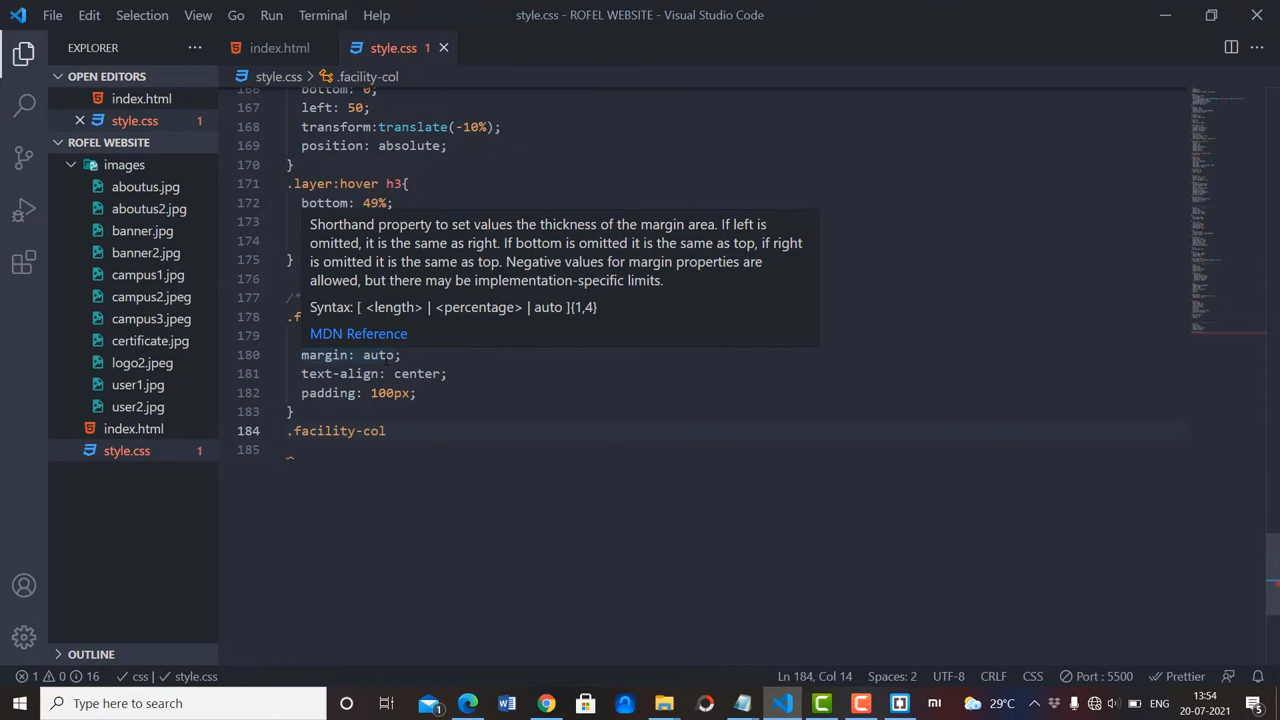 File Edit Selection View Go Run Terminal Help
style.css - ROFEL WEBSITE - Visual Studio Code
EXPLORER
index.html
style.css 1
OPEN EDITORS
index.html
style.css 1
ROFEL WEBSITE
images
aboutus.jpg
aboutus2.jpg
banner.jpg
banner2.jpg
campus1.jpg
campus2.jpeg
campus3.jpeg
certificate.jpg
logo2.jpeg
user1.jpg
user2.jpg
index.html
style.css 1
OUTLINE
style.css > .facility-col
166 bottom: 0;
167 left: 50;
168 transform:translate(-10%);
169 position: absolute;
170 }
171 .layer:hover h3{
172 bottom: 49%;
173
174
175 }
176
177 /*
178 .f
179
180 margin: auto;
181 text-align: center;
182 padding: 100px;
183 }
184 .facility-col
185
Shorthand property to set values the thickness of the margin area. If left is
omitted, it is the same as right. If bottom is omitted it is the same as top, if right
is omitted it is the same as top. Negative values for margin properties are
allowed, but there may be implementation-specific limits.
Syntax: [ <length> | <percentage> | auto ]{1,4}
MDN Reference
1 0 16 css | style.css
Ln 184, Col 14 Spaces: 2 UTF-8 CRLF CSS Port : 5500 Prettier
Type here to search
1
29°C
ENG
13:54
20-07-2021
5